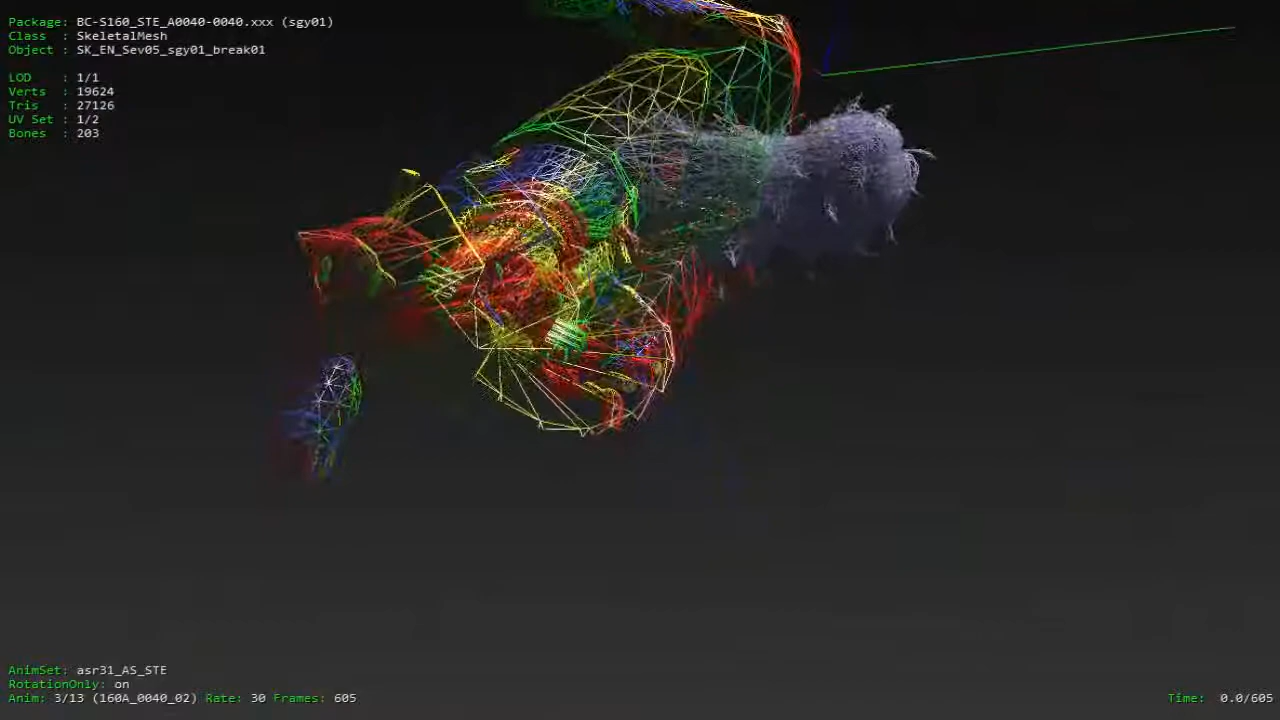 Package: BC-S160_STE_A0040-0040.xxx (sgy01)
Class : SkeletalMesh
Object : SK_EN_Sev05_sgy01_break01
LOD : 1/1
Verts : 19624
Tris : 27126
UV Set : 1/2
Bones : 203
AnimSet: asr31_AS_STE
RotationOnly: on
Anim: 3/13 (160A_0040_02) Rate: 30 Frames: 605
Time: 0.0/605